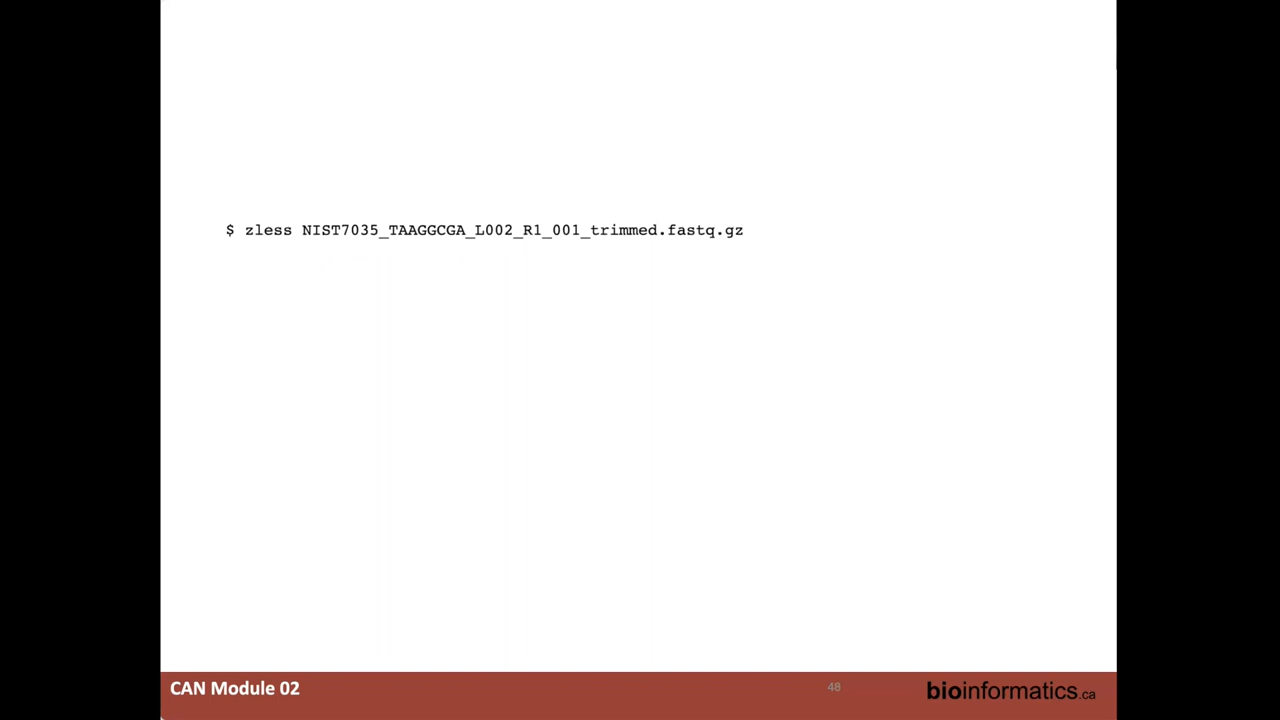 $ zless NIST7035_TAAGGCGA_L002_R1_001_trimmed.fastq.gz
CAN Module 02
48
bioinformatics.ca